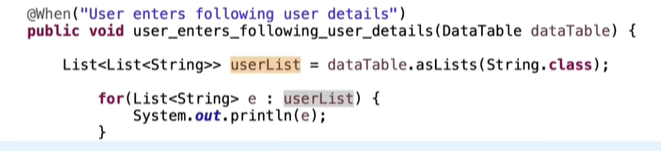 @When("User enters following user details")
public void user_enters_following_user_details(DataTable dataTable) {
List<List<String>> userList = dataTable.asLists(String.class);
for(List<String> e : userList) {
System.out.println(e);
}